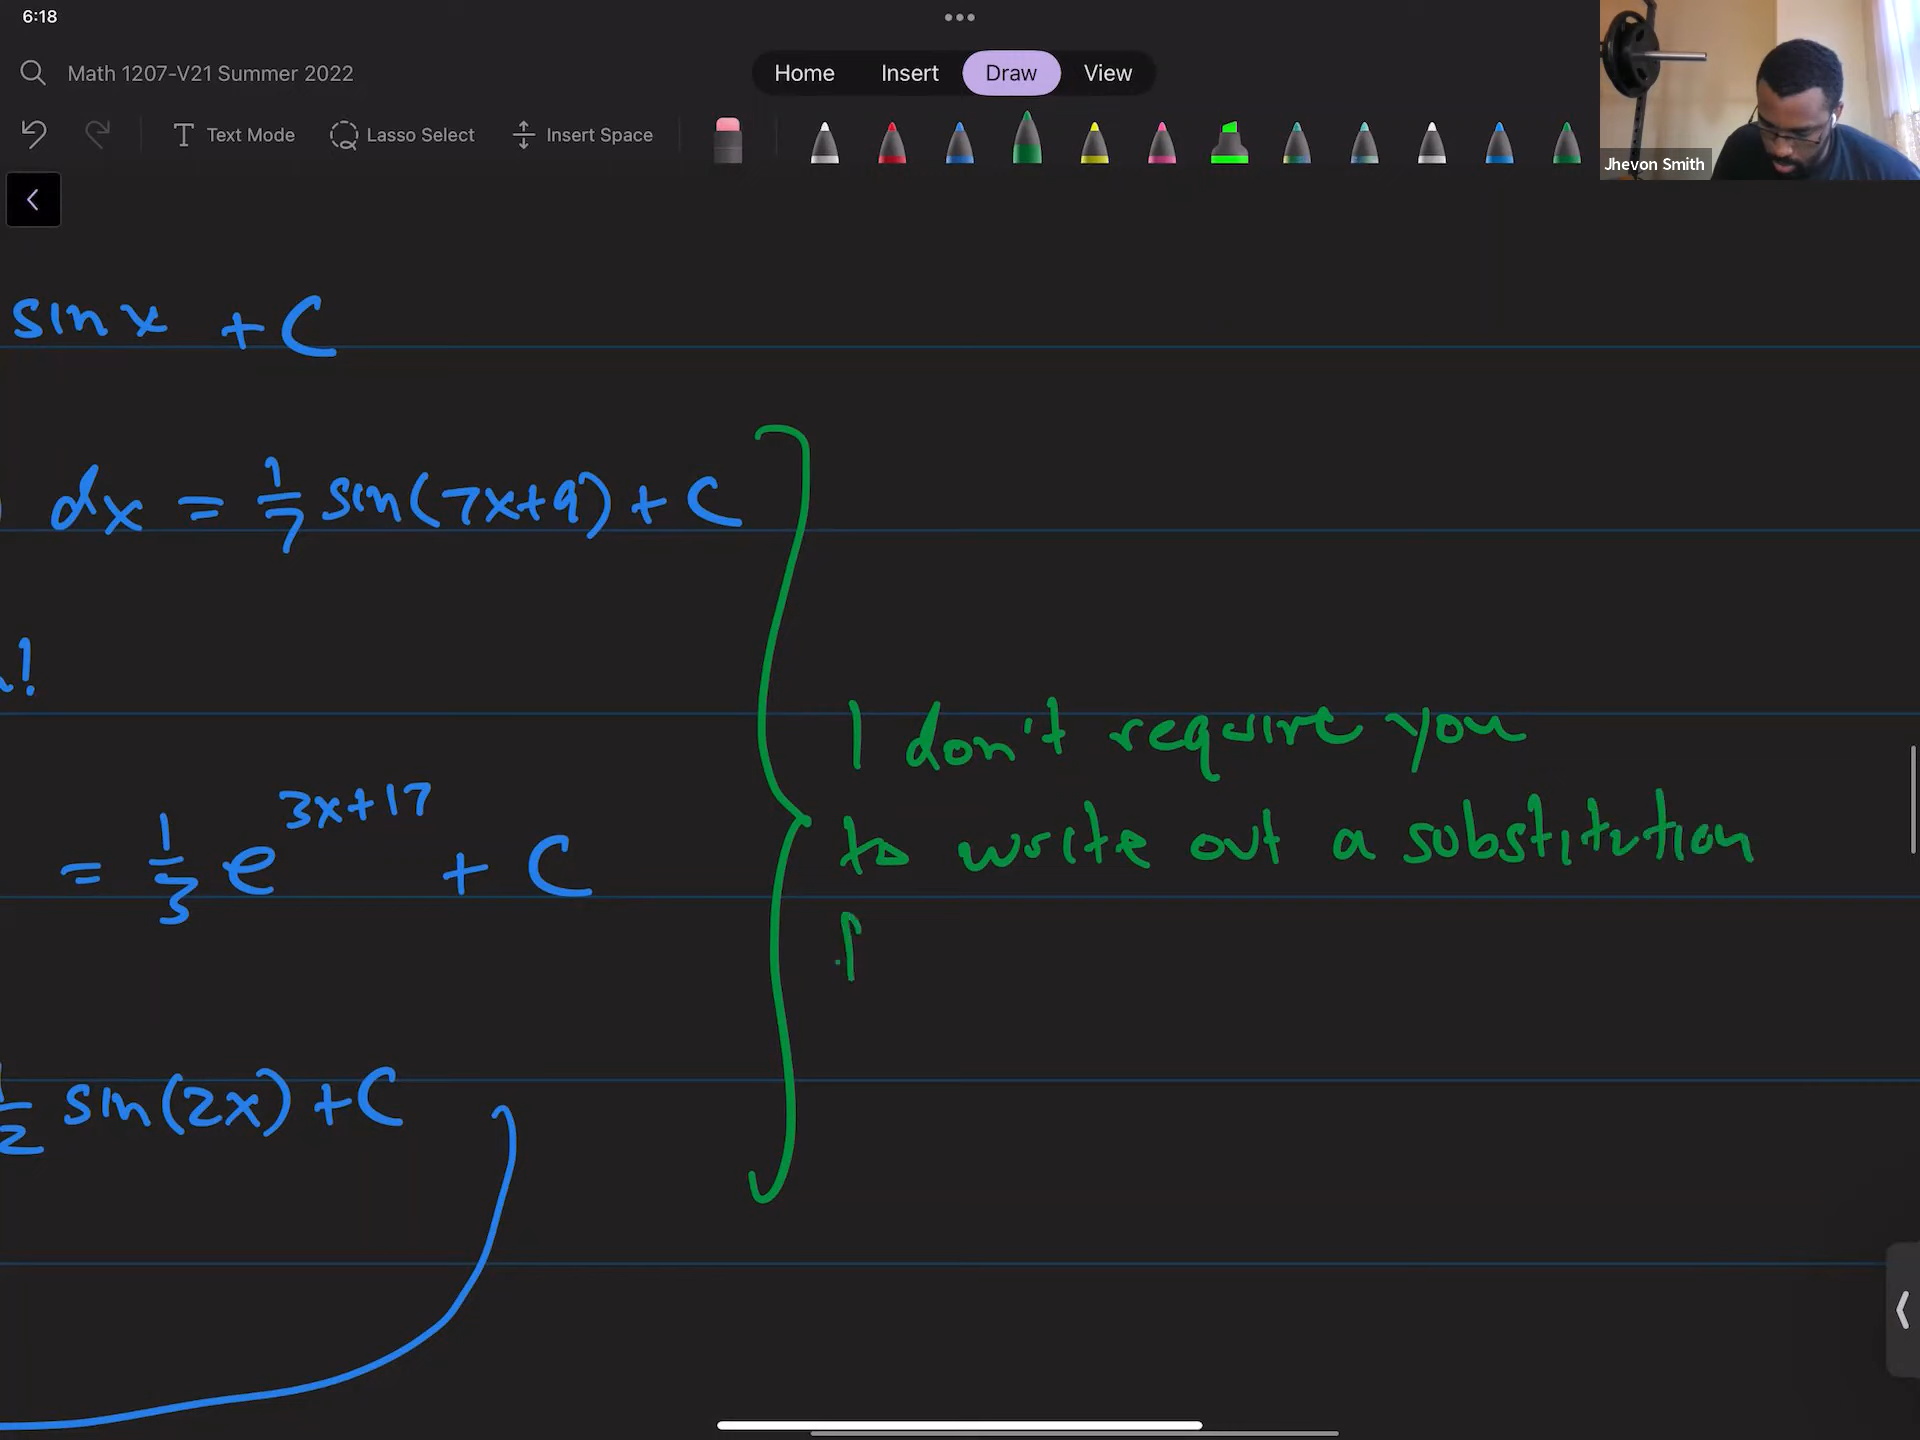 6:18
Math 1207-V21 Summer 2022
Home Insert Draw View
Text Mode Lasso Select Insert Space
Jhevon Smith
sin x + C
dx = 1/7 sin(7x+9) + C
!
I don't require you
to write out a substitution
= 1/3 e^(3x+17) + C
1/2 sin(2x) + C